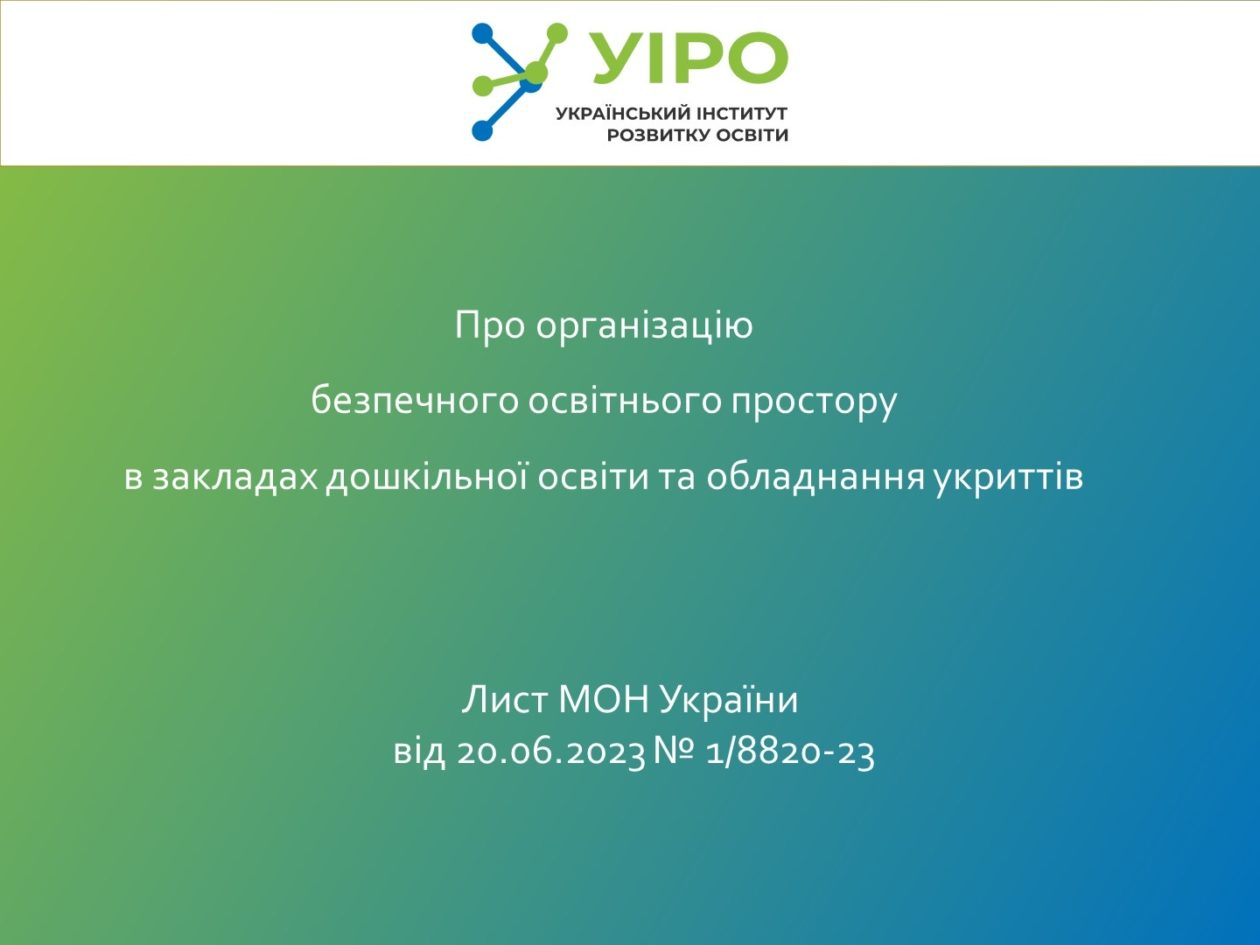 УІРО
УКРАЇНСЬКИЙ ІНСТИТУТ
РОЗВИТКУ ОСВІТИ
Про організацію
безпечного освітнього простору
в закладах дошкільної освіти та обладнання укриттів
Лист МОН України
від 20.06.2023 № 1/8820-23